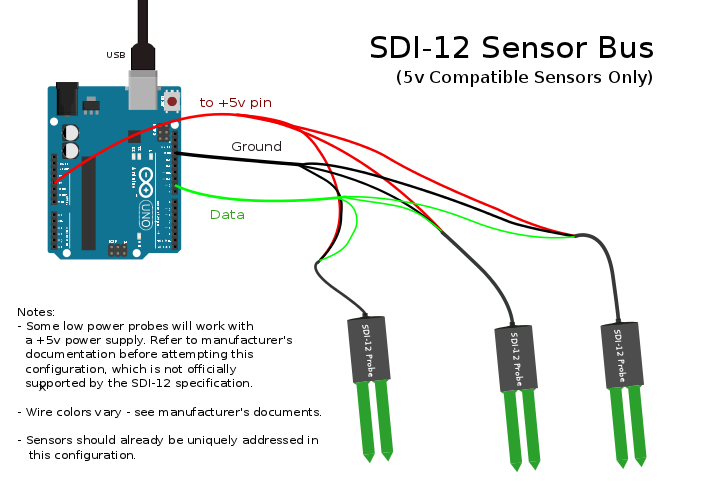 SDI-12 Sensor Bus
(5v Compatible Sensors Only)
USB
to +5v pin
Ground
Data
UNO
SDI-12 Probe
SDI-12 Probe
SDI-12 Probe
Notes:
- Some low power probes will work with
a +5v power supply. Refer to manufacturer's
documentation before attempting this
configuration, which is not officially
supported by the SDI-12 specification.
x
- Wire colors vary - see manufacturer's documents.
- Sensors should already be uniquely addressed in
this configuration.